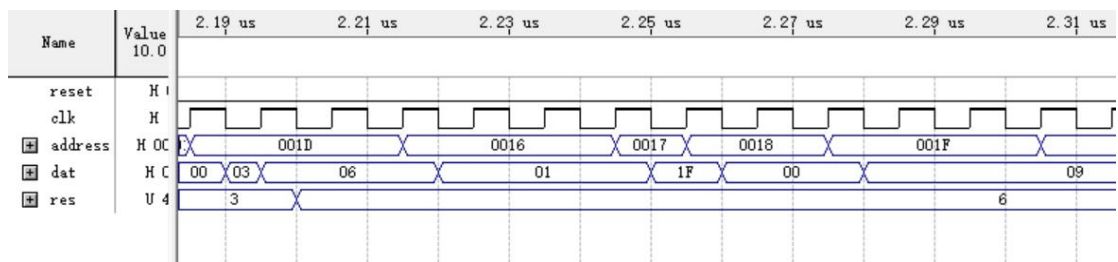 Name
Value
10.0
2.19 us 2.21 us 2.23 us 2.25 us 2.27 us 2.29 us 2.31 us
reset H
clk H
address H 00 001D 0016 0017 0018 001F
dat H C 00 03 06 01 1F 00 09
res U 4 3 6